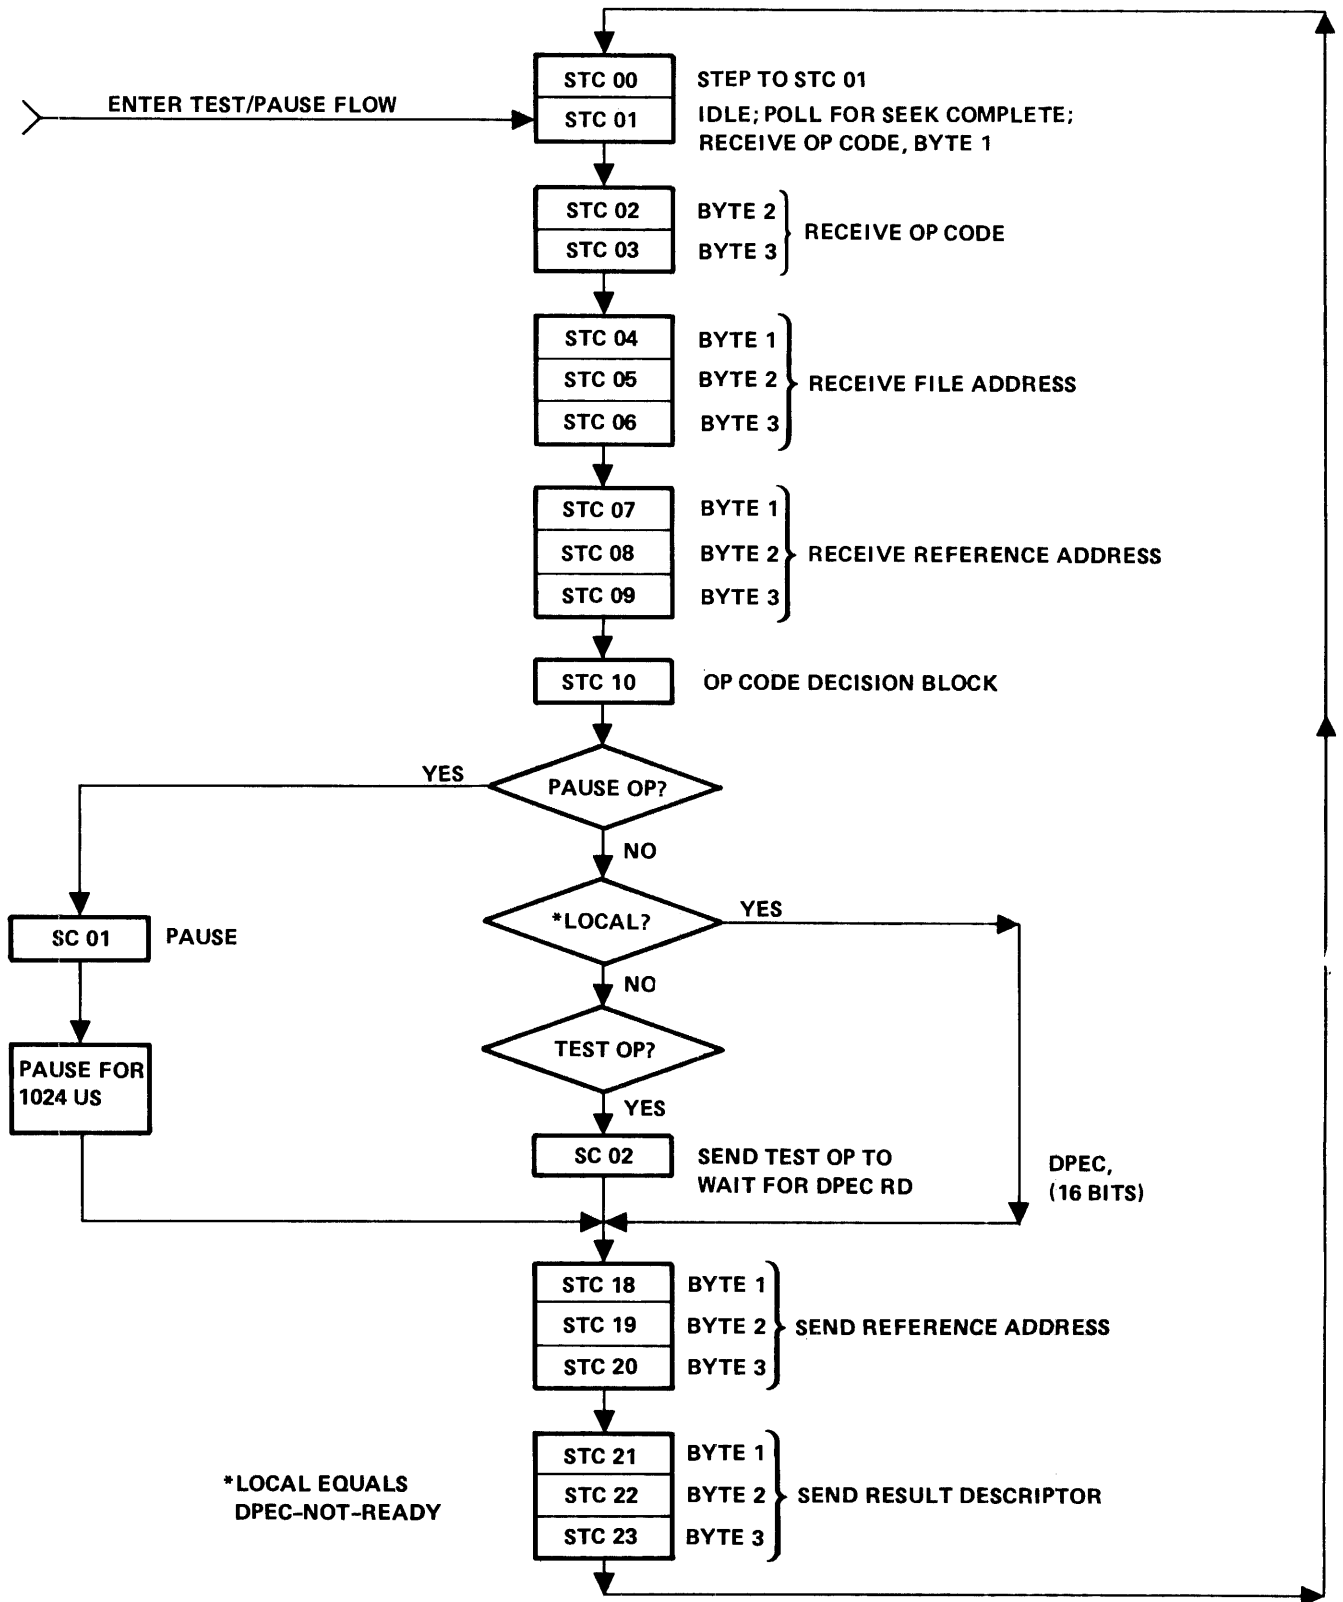 STC 00 STEP TO STC 01
ENTER TEST/PAUSE FLOW
STC 01 IDLE; POLL FOR SEEK COMPLETE;
RECEIVE OP CODE, BYTE 1
STC 02 BYTE 2
RECEIVE OP CODE
STC 03 BYTE 3
STC 04 BYTE 1
STC 05 BYTE 2
RECEIVE FILE ADDRESS
STC 06 BYTE 3
STC 07 BYTE 1
STC 08 BYTE 2
RECEIVE REFERENCE ADDRESS
STC 09 BYTE 3
STC 10 OP CODE DECISION BLOCK
YES
PAUSE OP?
NO
*LOCAL?
YES
SC 01 PAUSE
NO
TEST OP?
PAUSE FOR
1024 US
YES
SC 02 SEND TEST OP TO
WAIT FOR DPEC RD
DPEC,
(16 BITS)
STC 18 BYTE 1
STC 19 BYTE 2
SEND REFERENCE ADDRESS
STC 20 BYTE 3
STC 21 BYTE 1
STC 22 BYTE 2
SEND RESULT DESCRIPTOR
STC 23 BYTE 3
*LOCAL EQUALS
DPEC-NOT-READY